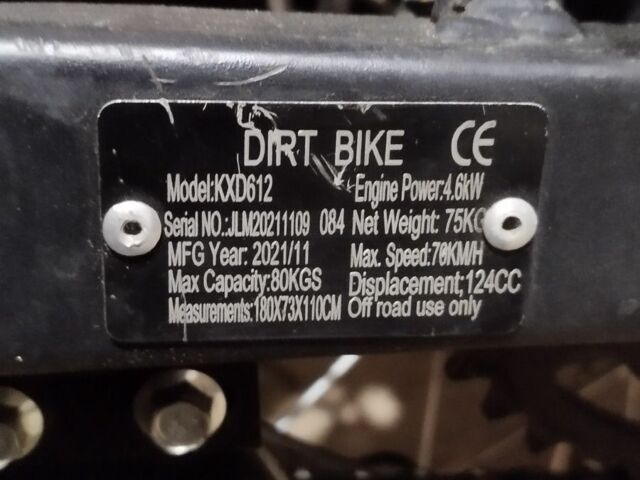 DIRT BIKE CE
Model:KXD612 Engine Power:4.6kW
Serial NO.:JLM20211109 084 Net Weight: 75KG
MFG Year: 2021/11 Max. Speed:70KM/H
Max Capacity:80KGS Displacement;124CC
Measurements:180X73X110CM Off road use only